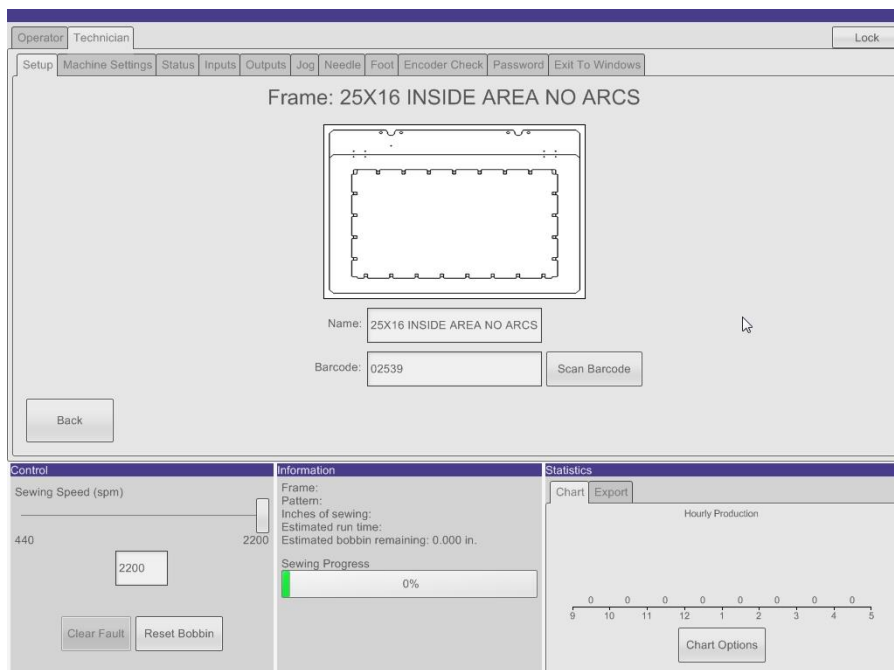 Operator Technician Lock
Setup Machine Settings Status Inputs Outputs Jog Needle Foot Encoder Check Password Exit To Windows
Frame: 25X16 INSIDE AREA NO ARCS
Name: 25X16 INSIDE AREA NO ARCS
Barcode: 02539 Scan Barcode
Back
Control
Sewing Speed (spm)
440 2200
2200
Clear Fault Reset Bobbin
Information
Frame:
Pattern:
Inches of sewing:
Estimated run time:
Estimated bobbin remaining: 0.000 in.
Sewing Progress
0%
Statistics
Chart Export
Hourly Production
0 0 0 0 0 0 0 0
9 10 11 12 1 2 3 4 5
Chart Options